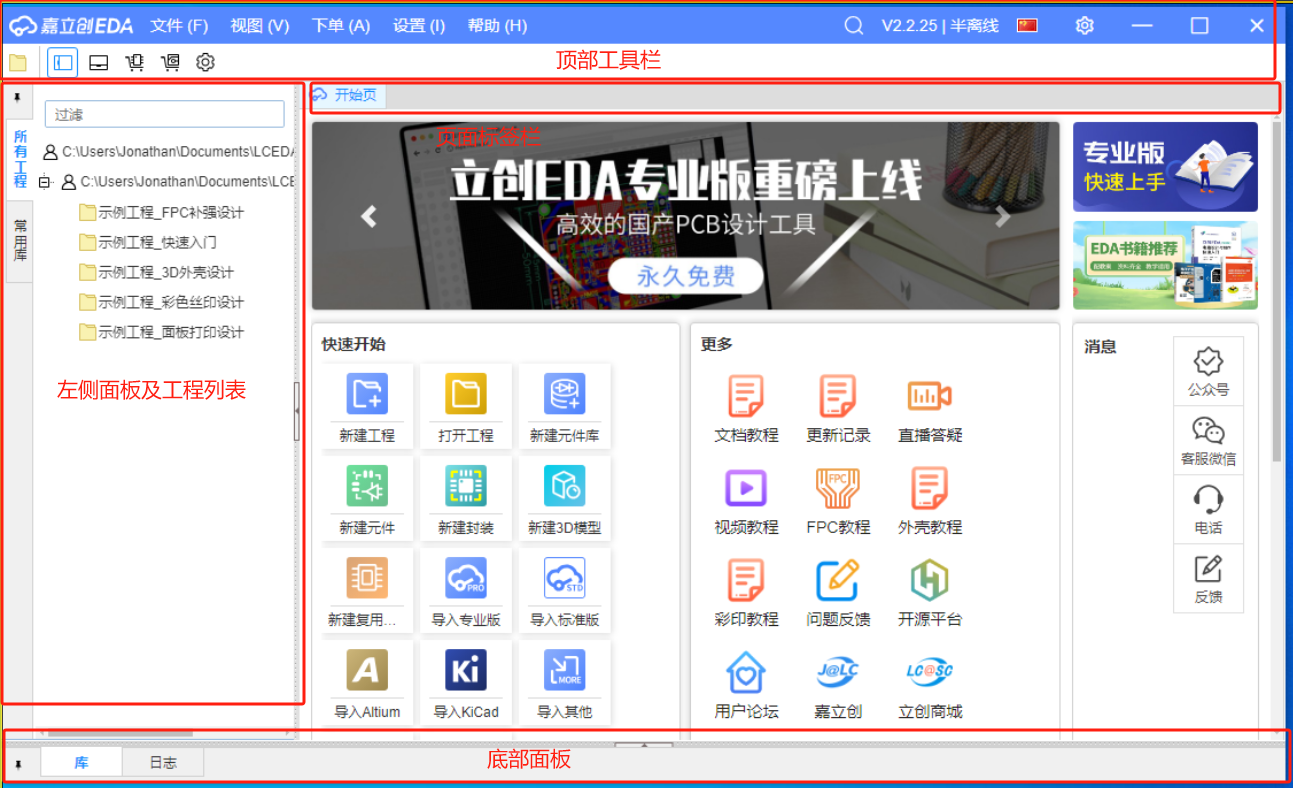 嘉立创EDA 文件 (F) 视图 (V) 下单 (A) 设置 (I) 帮助 (H) V2.2.25 | 半离线
顶部工具栏
开始页
页面标签栏
所有工程
常用库
过滤
C:\Users\Jonathan\Documents\LCEDA
C:\Users\Jonathan\Documents\LCE
示例工程_FPC补强设计
示例工程_快速入门
示例工程_3D外壳设计
示例工程_彩色丝印设计
示例工程_面板打印设计
左侧面板及工程列表
立创EDA专业版重磅上线
高效的国产PCB设计工具
永久免费
专业版
快速上手
EDA书籍推荐
快速开始
新建工程 打开工程 新建元件库
新建元件 新建封装 新建3D模型
PRO STD
新建复用... 导入专业版 导入标准版
A Ki MORE
导入Altium 导入KiCad 导入其他
更多
文档教程 更新记录 直播答疑
FPC
视频教程 FPC教程 外壳教程
彩印教程 问题反馈 开源平台
J@LC LC@SC
用户论坛 嘉立创 立创商城
消息
公众号
客服微信
电话
反馈
底部面板
库 日志